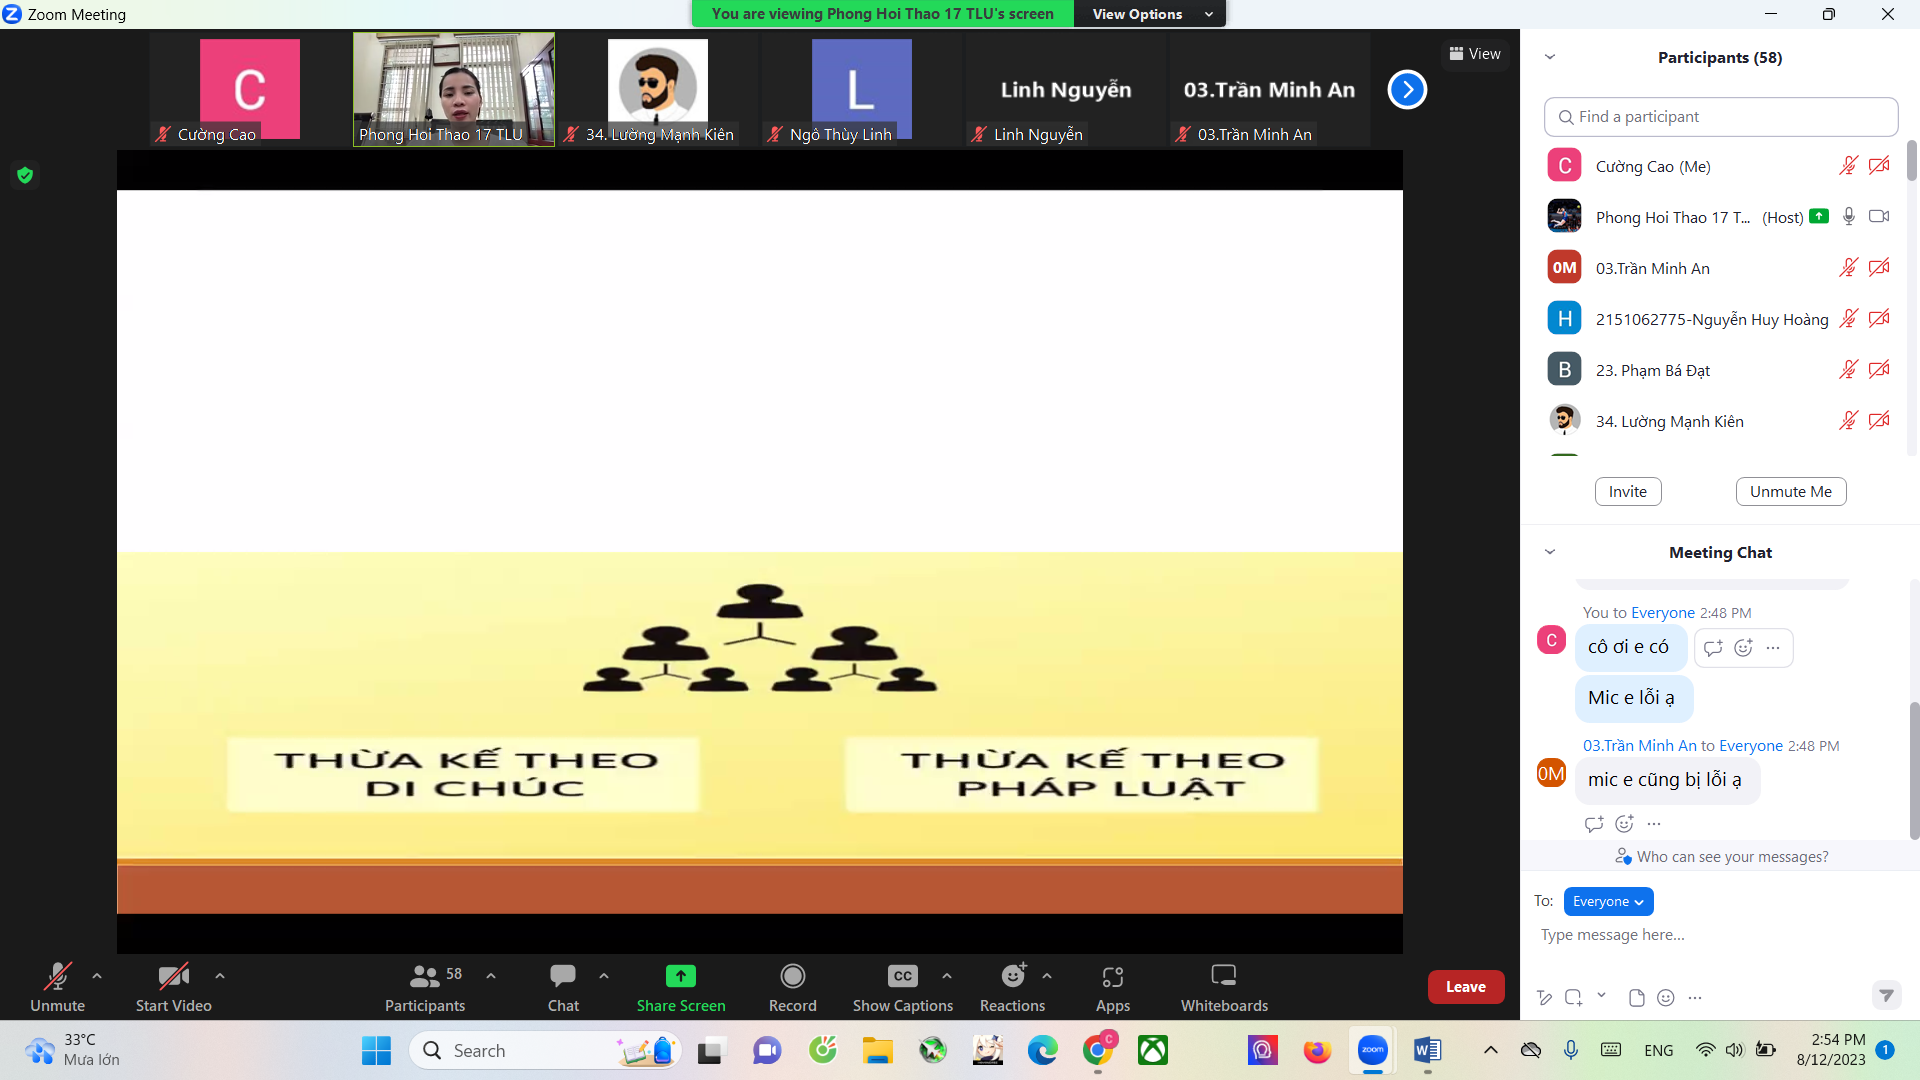 Zoom Meeting
You are viewing Phong Hoi Thao 17 TLU's screen
View Options
View
C
Cường Cao
Phong Hoi Thao 17 TLU
34. Lường Mạnh Kiên
L
Ngô Thùy Linh
Linh Nguyễn
Linh Nguyễn
03.Trần Minh An
03.Trần Minh An
THỪA KẾ THEO
DI CHÚC
THỪA KẾ THEO
PHÁP LUẬT
Participants (58)
Find a participant
C
Cường Cao (Me)
Phong Hoi Thao 17 T... (Host)
0M
03.Trần Minh An
H
2151062775-Nguyễn Huy Hoàng
B
23. Phạm Bá Đạt
34. Lường Mạnh Kiên
Invite
Unmute Me
Meeting Chat
You to Everyone 2:48 PM
C
cô ơi e có
Mic e lỗi ạ
03.Trần Minh An to Everyone 2:48 PM
0M
mic e cũng bị lỗi ạ
Who can see your messages?
To: Everyone
Type message here...
Unmute
Start Video
58
Participants
Chat
Share Screen
Record
CC
Show Captions
Reactions
Apps
Whiteboards
Leave
33°C
Mưa lớn
Search
C
zoom
W
ENG
2:54 PM
8/12/2023
1